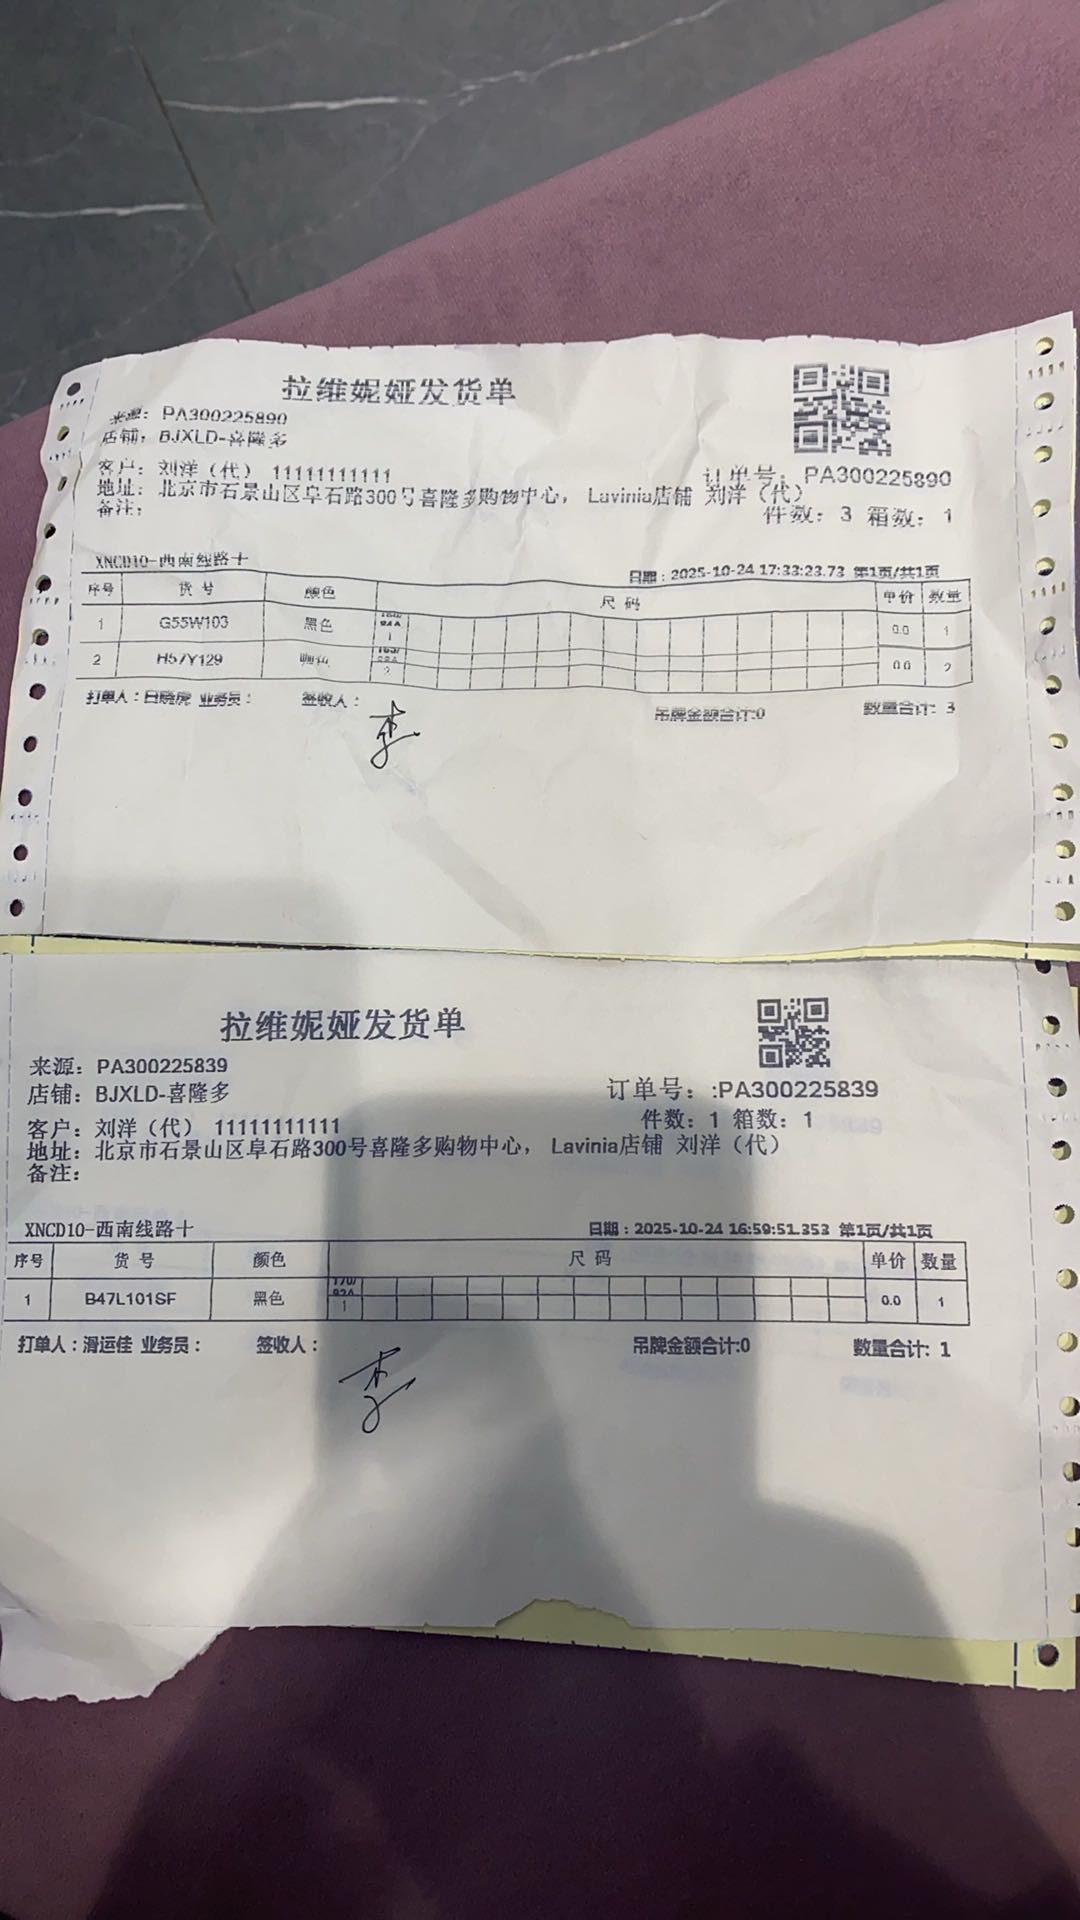 拉维妮娅发货单
来源：PA300225890
店铺：BJXLD-喜隆多
客户：刘洋（代） 11111111111
订单号：PA300225890
地址：北京市石景山区阜石路300号喜隆多购物中心， Lavinia店铺 刘洋（代）
备注：
件数：3 箱数：1
XNCD10-西南线路十
日期：2025-10-24 17:33:23.73 第1页/共1页
序号 货号 颜色 尺码 单价 数量
1 G55W103 黑色 1 0.0 1
2 H57Y129 2 0.0 2
打单人：白晓虎 业务员： 签收人：
吊牌金额合计:0 数量合计: 3
拉维妮娅发货单
来源：PA300225839
店铺：BJXLD-喜隆多
订单号：:PA300225839
客户：刘洋（代） 11111111111
件数：1 箱数：1
地址：北京市石景山区阜石路300号喜隆多购物中心， Lavinia店铺 刘洋（代）
备注：
XNCD10-西南线路十
日期：2025-10-24 16:59:51.353 第1页/共1页
序号 货号 颜色 尺码 单价 数量
1 B47L101SF 黑色 1 0.0 1
打单人：滑运佳 业务员： 签收人：
吊牌金额合计:0 数量合计: 1